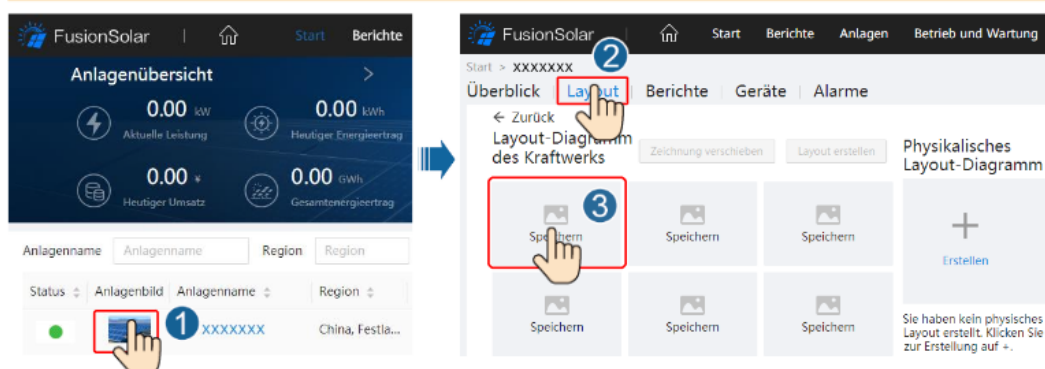 FusionSolar
Start Berichte
Anlagenübersicht >
0.00 kW
Aktuelle Leistung
0.00 kWh
Heutiger Energieertrag
0.00 ¥
Heutiger Umsatz
0.00 GWh
Gesamtenergieertrag
Anlagenname Anlagenname Region Region
Status Anlagenbild Anlagenname Region
1 XXXXXXX China, Festla...
FusionSolar Start Berichte Anlagen Betrieb und Wartung
2
Start > XXXXXXX
Überblick Layout Berichte Geräte Alarme
← Zurück
Layout-Diagramm
des Kraftwerks
Zeichnung verschieben Layout erstellen
Physikalisches
Layout-Diagramm
3
Speichern Speichern Speichern
Speichern Speichern Speichern
+
Erstellen
Sie haben kein physisches
Layout erstellt. Klicken Sie
zur Erstellung auf +.